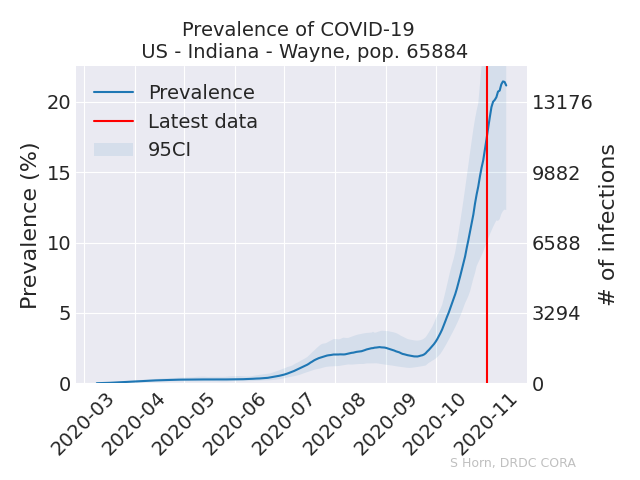 Prevalence of COVID-19
US - Indiana - Wayne, pop. 65884
Prevalence
Latest data
95CI
Prevalence (%)
20
15
10
5
0
13176
9882
6588
3294
0
# of infections
2020-03
2020-04
2020-05
2020-06
2020-07
2020-08
2020-09
2020-10
2020-11
S Horn, DRDC CORA